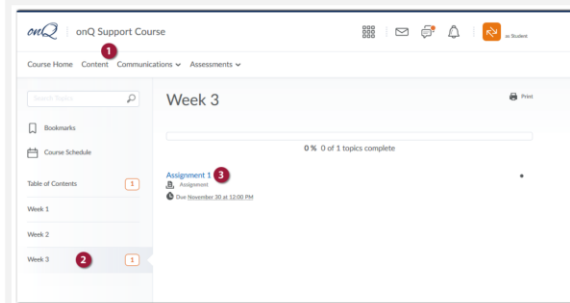 onQ onQ Support Course
as Student
1
Course Home Content Communications Assessments
Search Topics
Week 3
Print
Bookmarks
0 % 0 of 1 topics complete
Course Schedule
Assignment 1 3
Table of Contents 1
Assignment
Due November 30 at 12:00 PM
Week 1
Week 2
Week 3 2 1